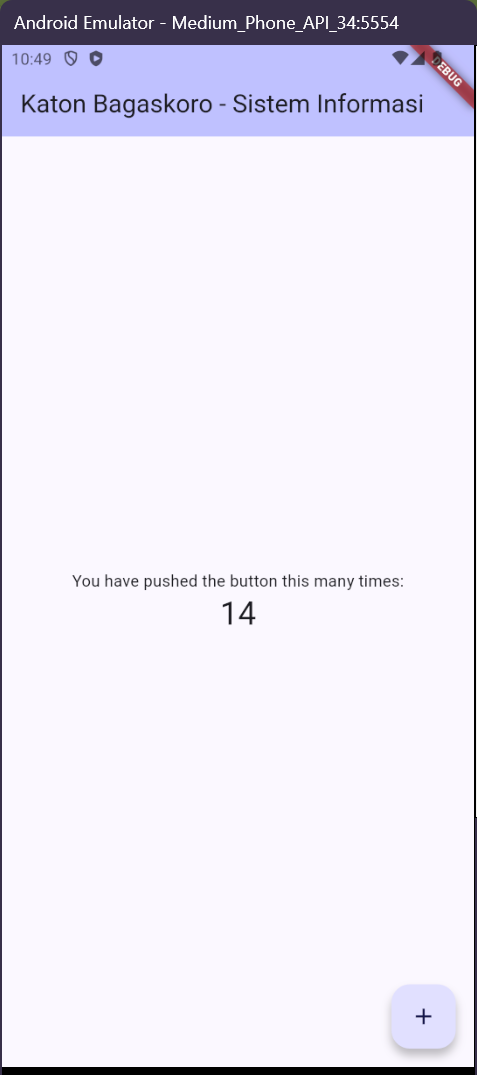 Android Emulator - Medium_Phone_API_34:5554
10:49
DEBUG
Katon Bagaskoro - Sistem Informasi
You have pushed the button this many times:
14
+